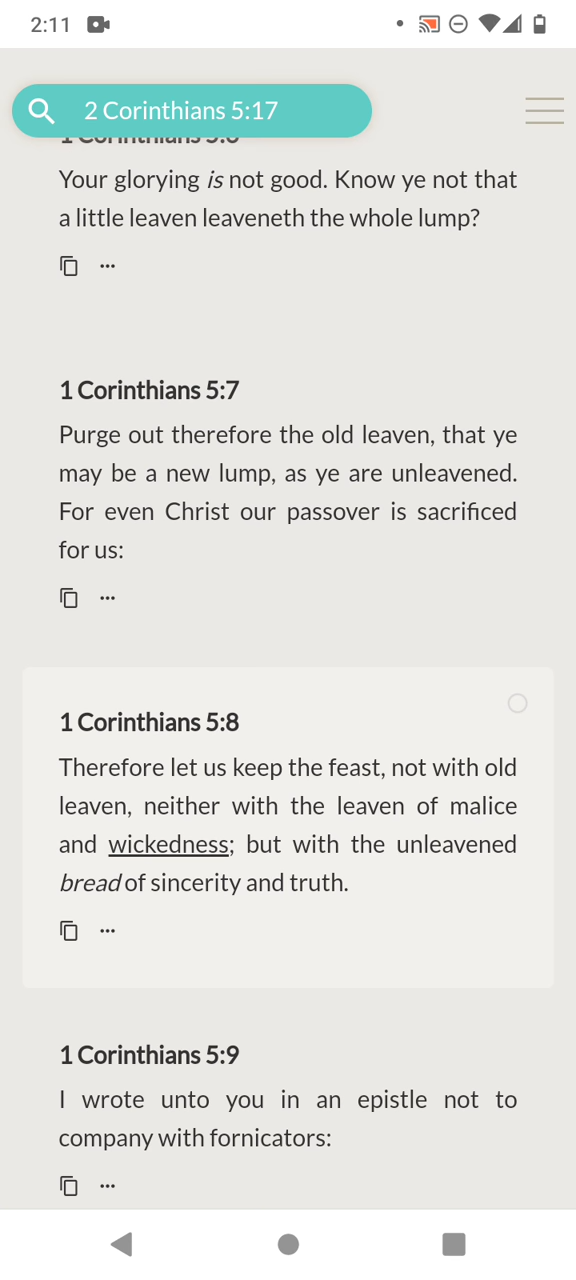 2:11
2 Corinthians 5:17
1 Corinthians 5:6
Your glorying is not good. Know ye not that
a little leaven leaveneth the whole lump?
1 Corinthians 5:7
Purge out therefore the old leaven, that ye
may be a new lump, as ye are unleavened.
For even Christ our passover is sacrificed
for us:
1 Corinthians 5:8
Therefore let us keep the feast, not with old
leaven, neither with the leaven of malice
and wickedness; but with the unleavened
bread of sincerity and truth.
1 Corinthians 5:9
I wrote unto you in an epistle not to
company with fornicators: